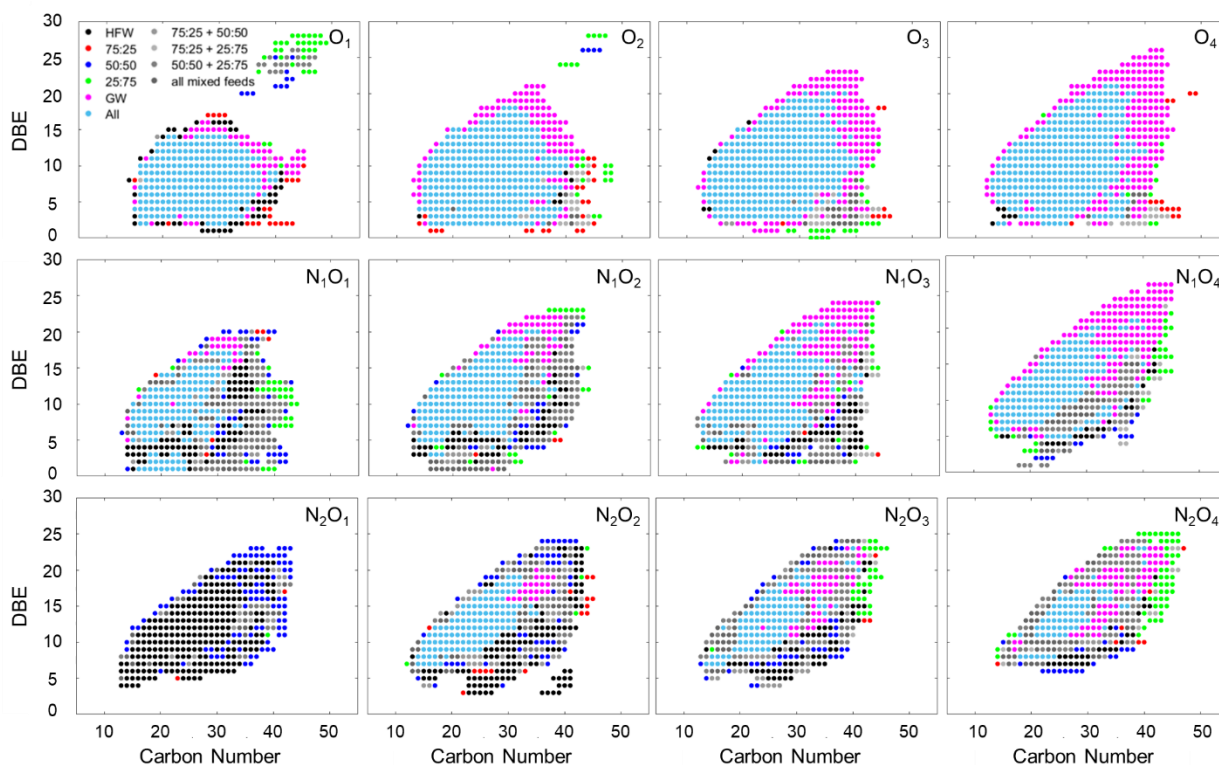 30
25
20
15
10
5
0
DBE
HFW
75:25
50:50
25:75
GW
All
75:25 + 50:50
75:25 + 25:75
50:50 + 25:75
all mixed feeds
O₁
O₂
O₃
O₄
30
25
20
15
10
5
0
DBE
N₁O₁
N₁O₂
N₁O₃
N₁O₄
30
25
20
15
10
5
0
DBE
N₂O₁
N₂O₂
N₂O₃
N₂O₄
10 20 30 40 50
10 20 30 40 50
10 20 30 40 50
10 20 30 40 50
Carbon Number
Carbon Number
Carbon Number
Carbon Number